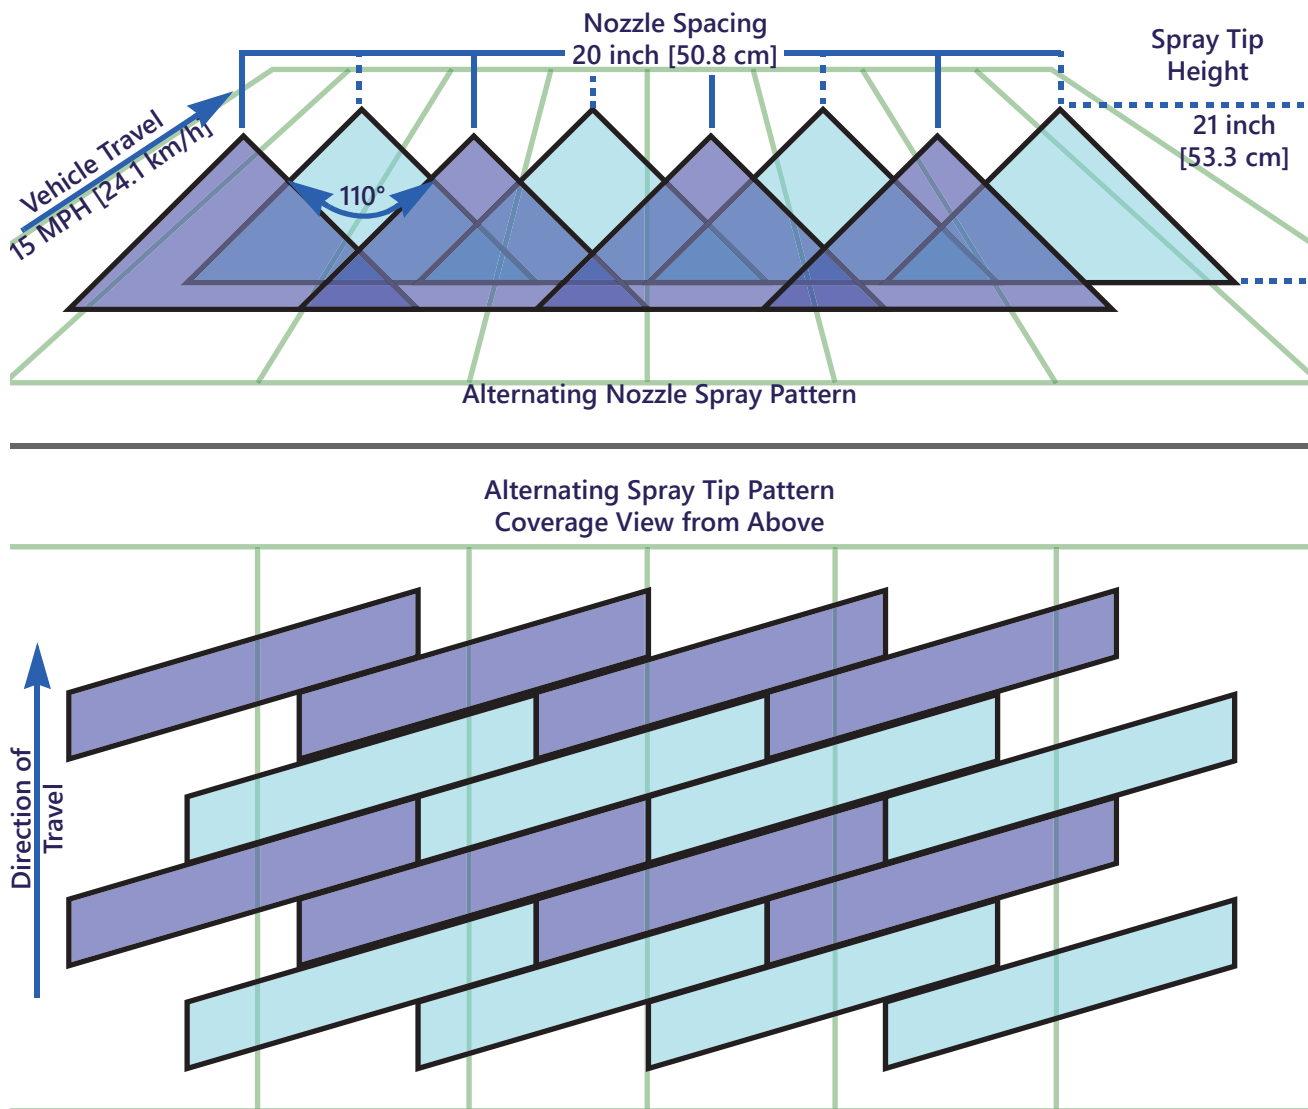 Nozzle Spacing
20 inch [50.8 cm]
Spray Tip
Height
21 inch
[53.3 cm]
Vehicle Travel
15 MPH [24.1 km/h]
110°
Alternating Nozzle Spray Pattern
Alternating Spray Tip Pattern
Coverage View from Above
Direction of
Travel